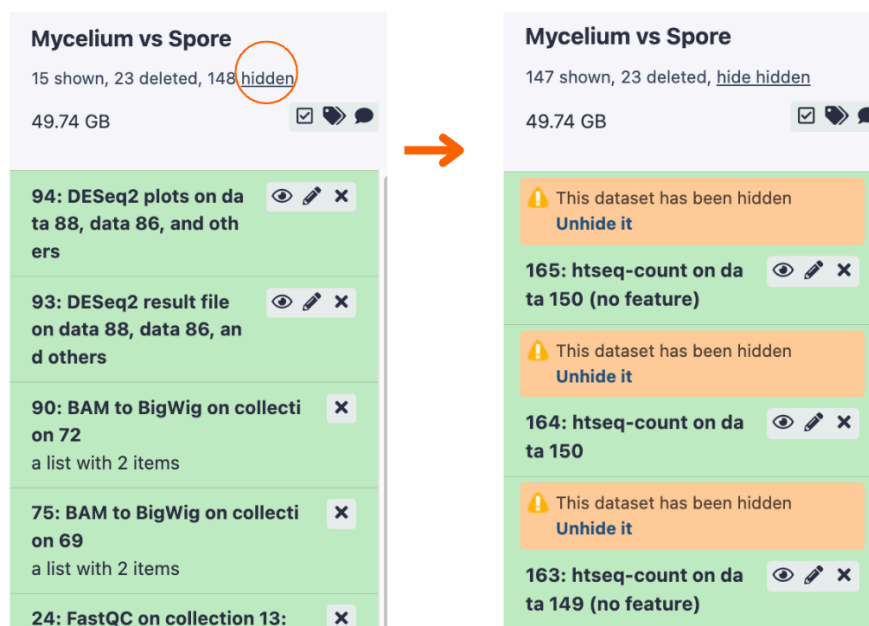 Mycelium vs Spore
15 shown, 23 deleted, 148 hidden
49.74 GB
94: DESeq2 plots on da
ta 88, data 86, and oth
ers
93: DESeq2 result file
on data 88, data 86, an
d others
90: BAM to BigWig on collecti
on 72
a list with 2 items
75: BAM to BigWig on collecti
on 69
a list with 2 items
24: FastQC on collection 13:
Mycelium vs Spore
147 shown, 23 deleted, hide hidden
49.74 GB
This dataset has been hidden
Unhide it
165: htseq-count on da
ta 150 (no feature)
This dataset has been hidden
Unhide it
164: htseq-count on da
ta 150
This dataset has been hidden
Unhide it
163: htseq-count on da
ta 149 (no feature)